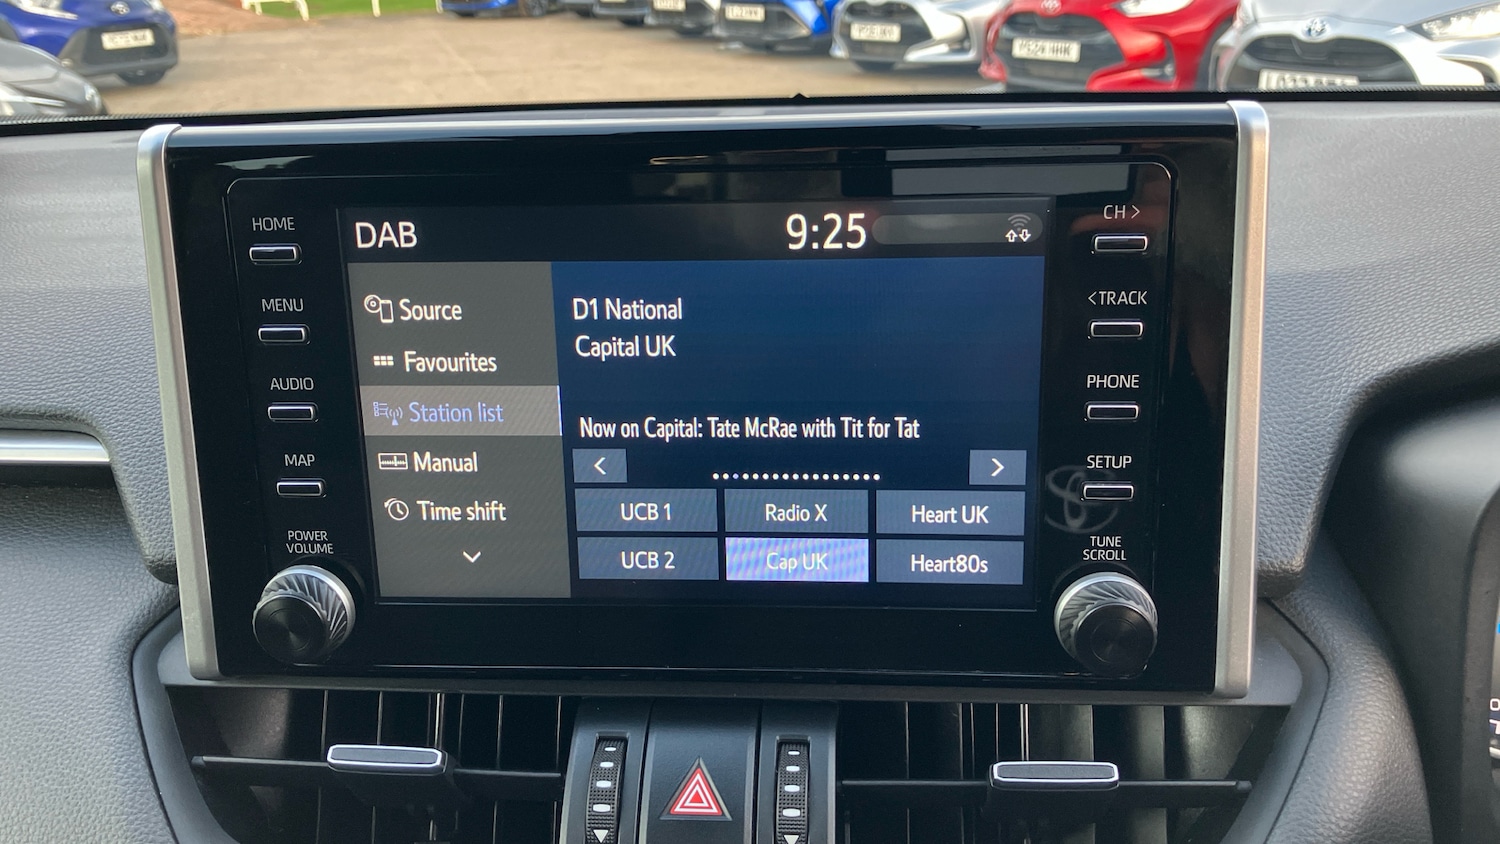 HOME
MENU
AUDIO
MAP
POWER
VOLUME
DAB
9:25
Source
Favourites
Station list
Manual
Time shift
D1 National
Capital UK
Now on Capital: Tate McRae with Tit for Tat
<
>
UCB 1
Radio X
Heart UK
UCB 2
Cap UK
Heart80s
CH >
< TRACK
PHONE
SETUP
TUNE
SCROLL